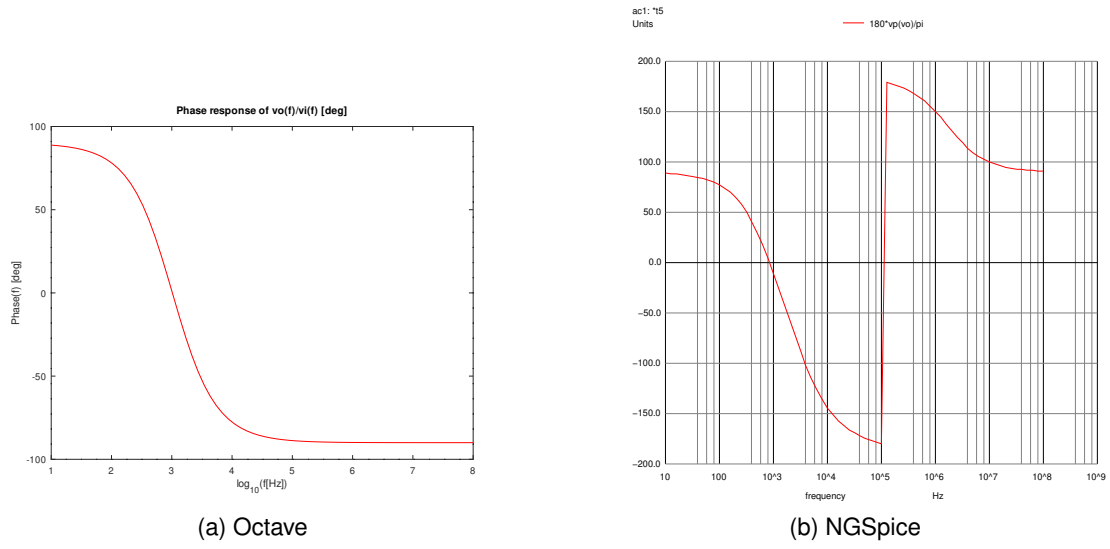 Phase response of vo(f)/vi(f) [deg]
100
50
0
-50
-100
Phase(f) [deg]
1 2 3 4 5 6 7 8
log10(f[Hz])
(a) Octave
ac1: *t5
Units
180*vp(vo)/pi
200.0
150.0
100.0
50.0
0.0
−50.0
−100.0
−150.0
−200.0
10 100 10^3 10^4 10^5 10^6 10^7 10^8 10^9
frequency Hz
(b) NGSpice